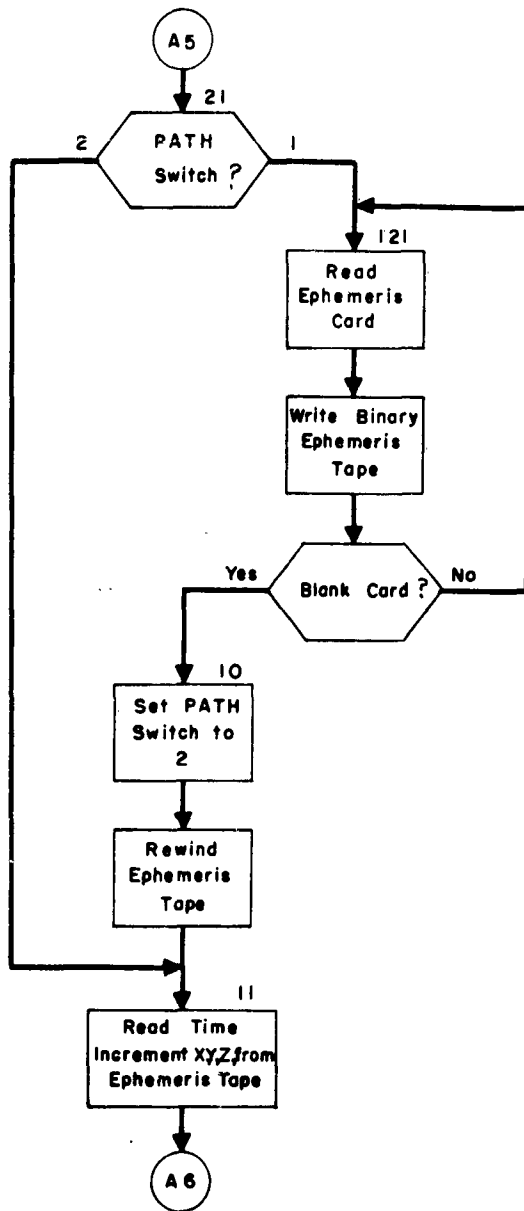 A5
21
2
PATH
Switch?
1
121
Read
Ephemeris
Card
Write Binary
Ephemeris
Tape
Yes
Blank Card?
No
10
Set PATH
Switch to
2
Rewind
Ephemeris
Tape
11
Read Time
Increment X,Y,Z,from
Ephemeris Tape
A6